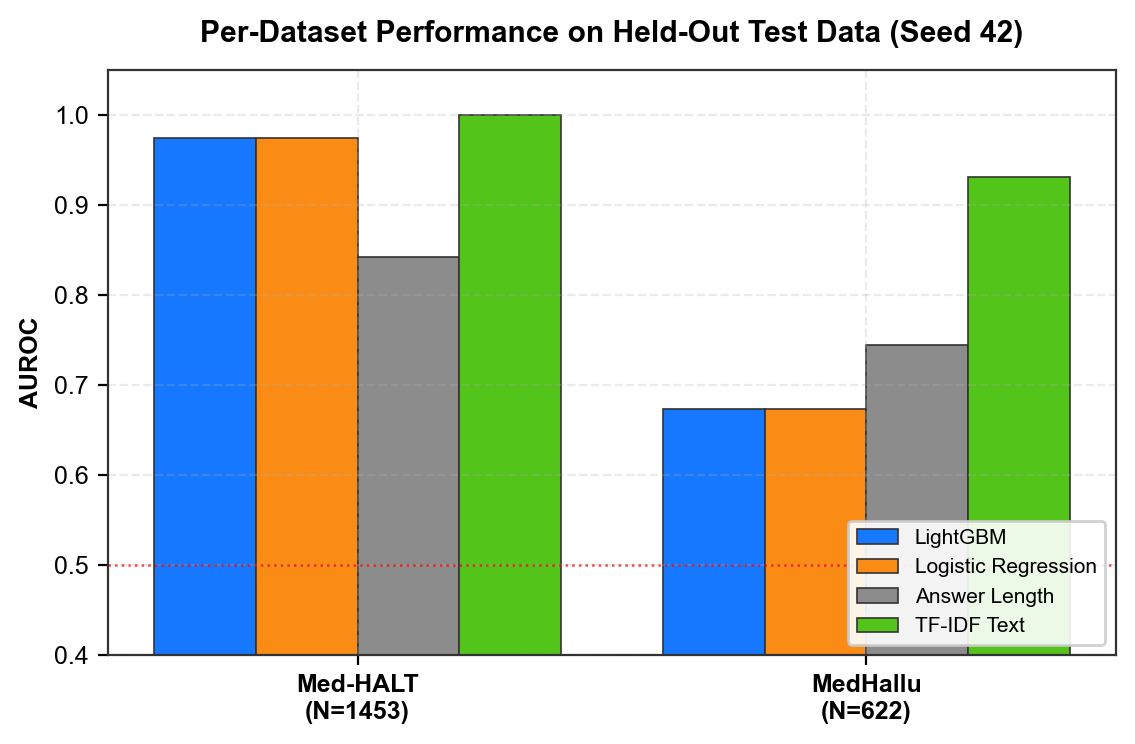 Per-Dataset Performance on Held-Out Test Data (Seed 42)
AUROC
1.0
0.9
0.8
0.7
0.6
0.5
0.4
Med-HALT
(N=1453)
MedHallu
(N=622)
LightGBM
Logistic Regression
Answer Length
TF-IDF Text